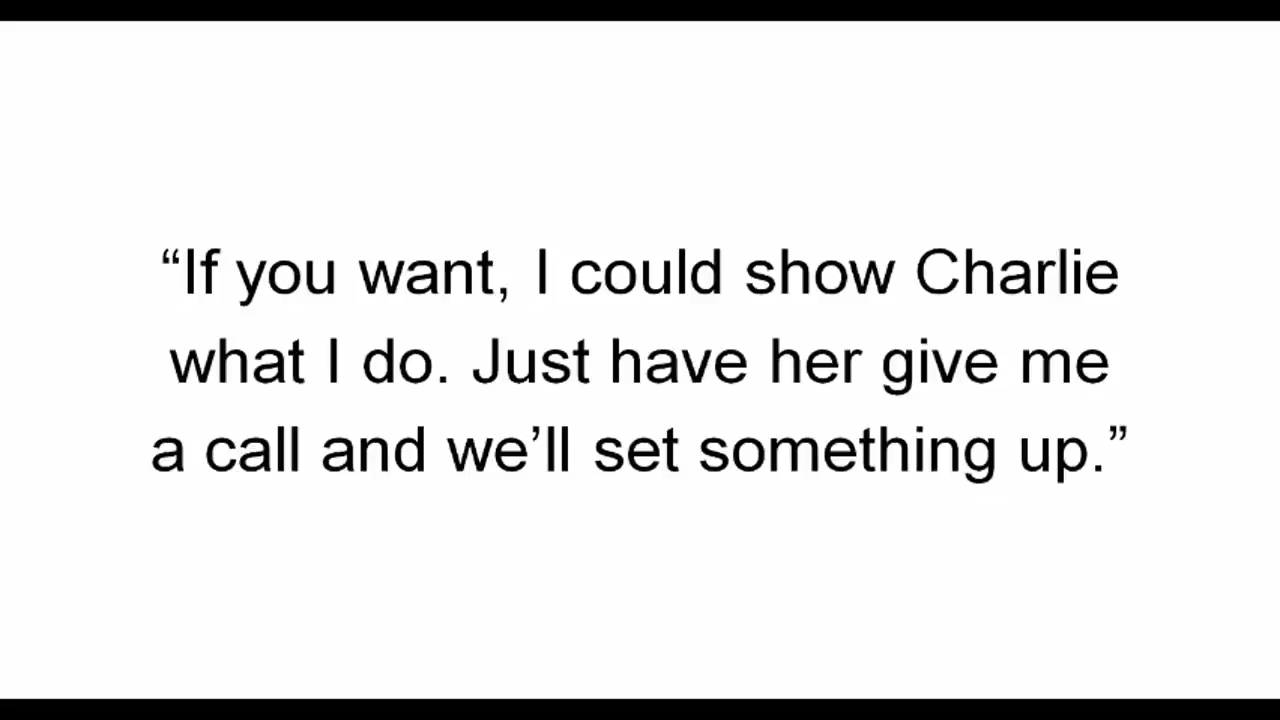 “If you want, I could show Charlie
what I do. Just have her give me
a call and we’ll set something up.”